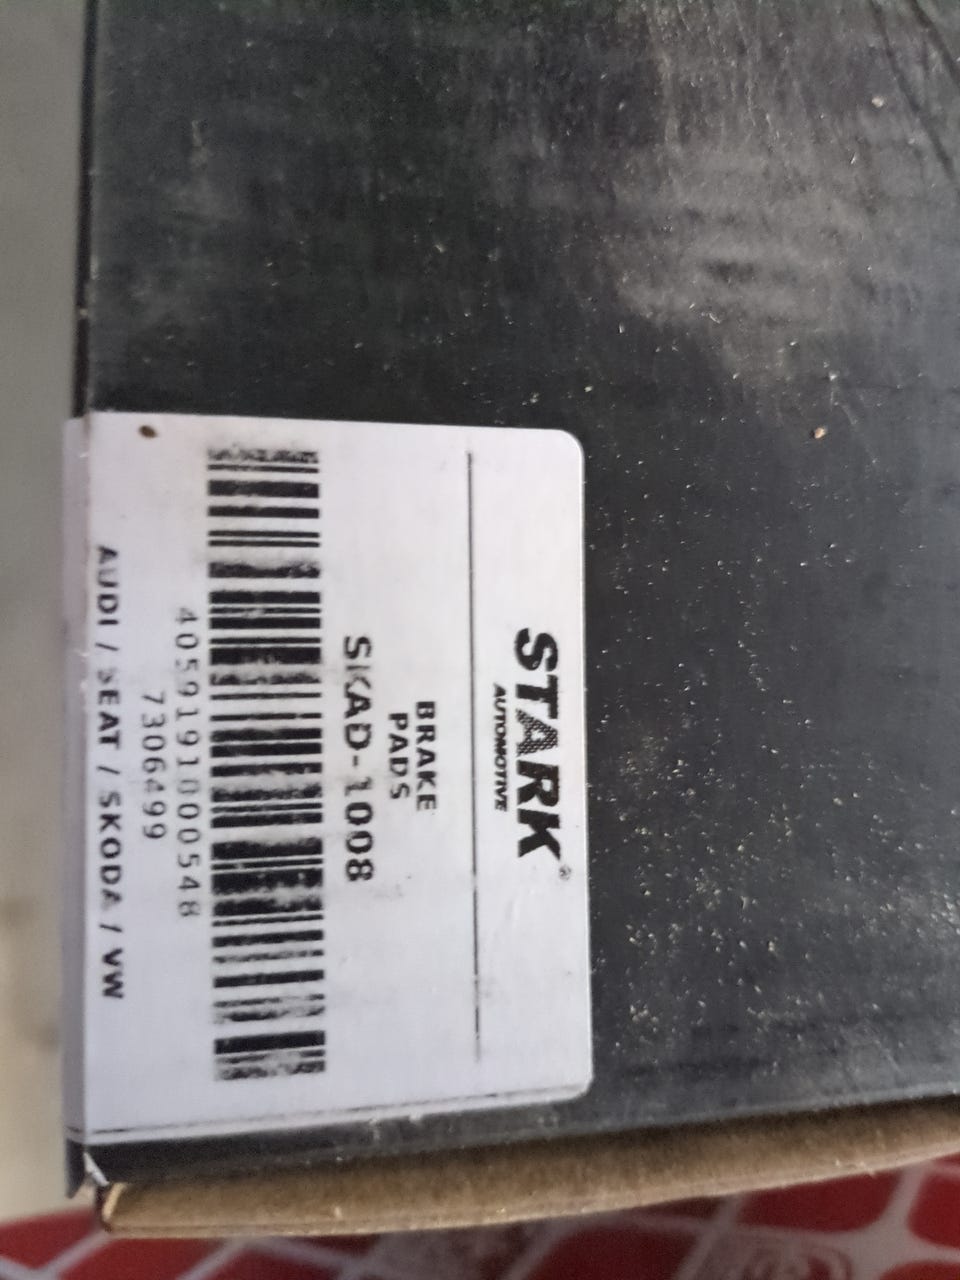 STARK®
AUTOMOTIVE
BRAKE
PADS
SKAD-1008
4059191000548
7306499
AUDI / SEAT / SKODA / VW